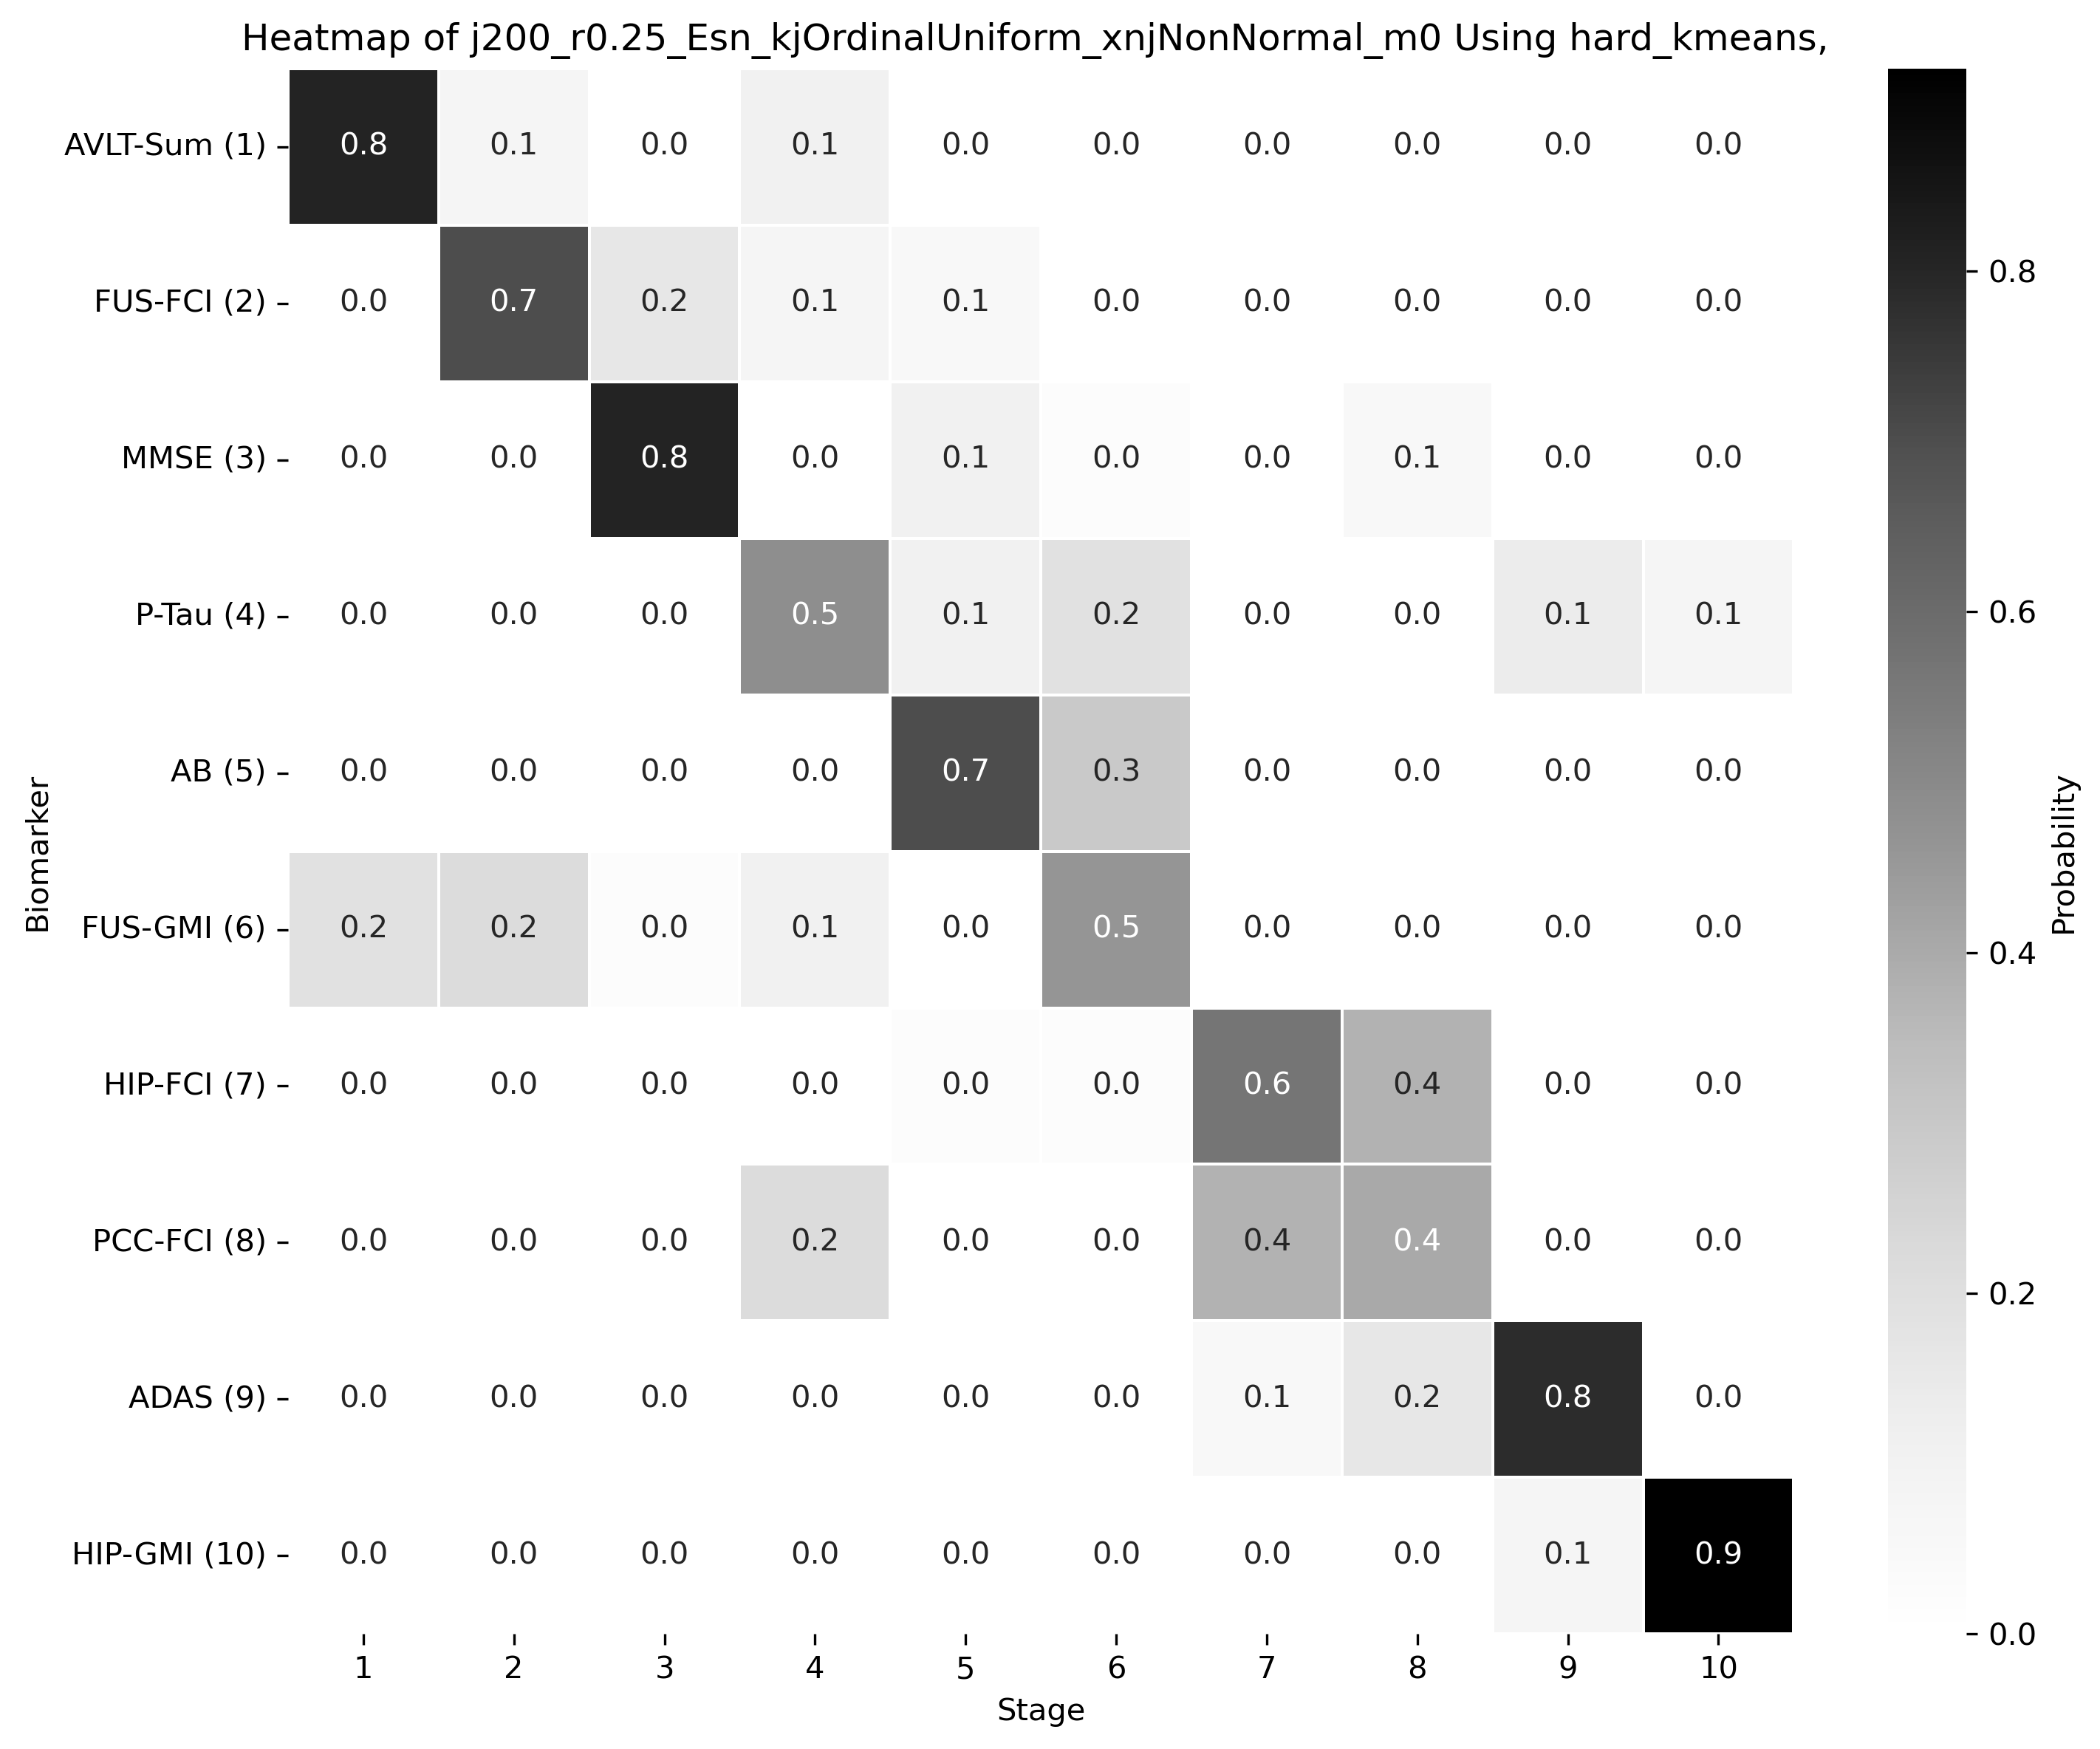 Heatmap of j200_r0.25_Esn_kjOrdinalUniform_xnjNonNormal_m0 Using hard_kmeans,
AVLT-Sum (1) 0.8 0.1 0.0 0.1 0.0 0.0 0.0 0.0 0.0 0.0
FUS-FCI (2) 0.0 0.7 0.2 0.1 0.1 0.0 0.0 0.0 0.0 0.0
MMSE (3) 0.0 0.0 0.8 0.0 0.1 0.0 0.0 0.1 0.0 0.0
P-Tau (4) 0.0 0.0 0.0 0.5 0.1 0.2 0.0 0.0 0.1 0.1
AB (5) 0.0 0.0 0.0 0.0 0.7 0.3 0.0 0.0 0.0 0.0
FUS-GMI (6) 0.2 0.2 0.0 0.1 0.0 0.5 0.0 0.0 0.0 0.0
HIP-FCI (7) 0.0 0.0 0.0 0.0 0.0 0.0 0.6 0.4 0.0 0.0
PCC-FCI (8) 0.0 0.0 0.0 0.2 0.0 0.0 0.4 0.4 0.0 0.0
ADAS (9) 0.0 0.0 0.0 0.0 0.0 0.0 0.1 0.2 0.8 0.0
HIP-GMI (10) 0.0 0.0 0.0 0.0 0.0 0.0 0.0 0.0 0.1 0.9
1 2 3 4 5 6 7 8 9 10
Stage
Biomarker
0.8
0.6
0.4
0.2
0.0
Probability